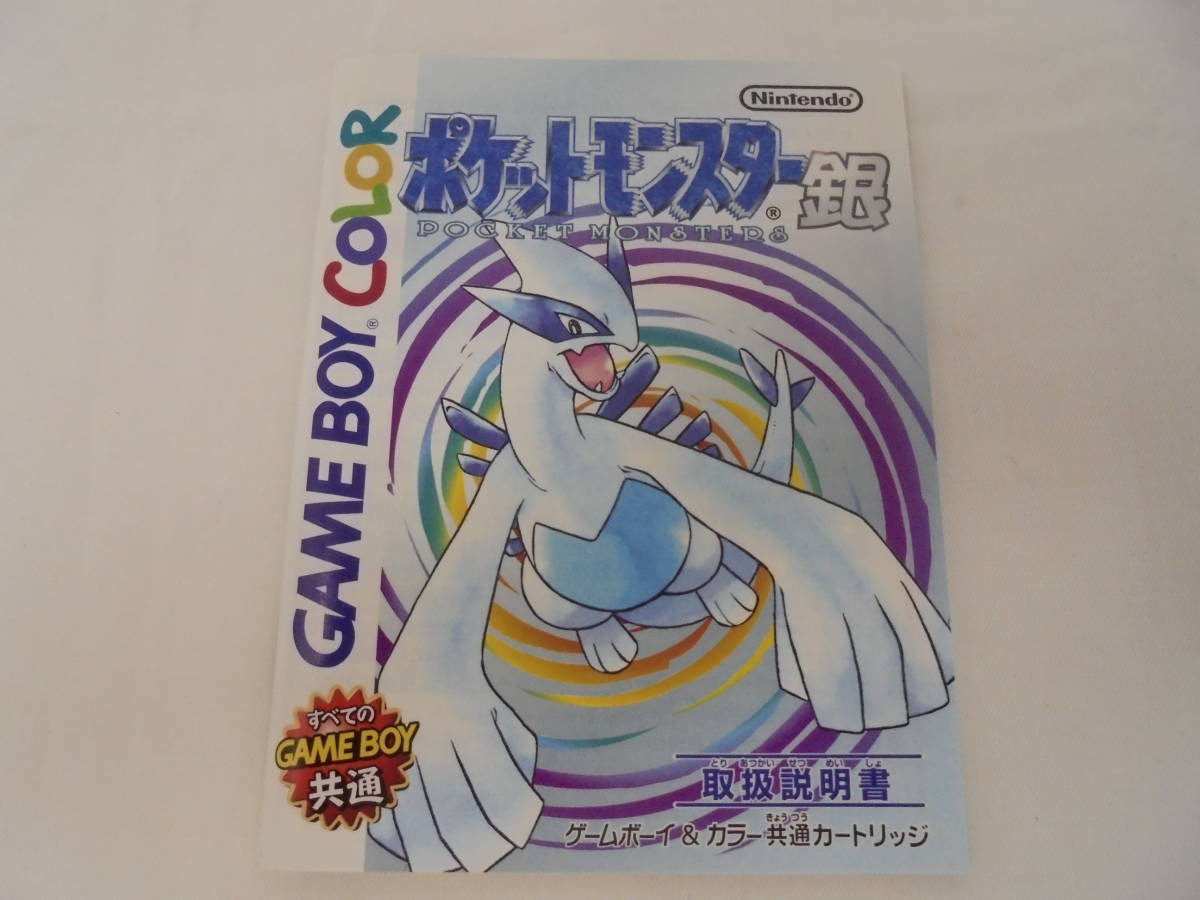 Nintendo®
ポケットモンスター®銀
POCKET MONSTERS
GAME BOY® COLOR
すべての
GAME BOY
共通
とり あつかい せつ めい しょ
取扱説明書
きょうつう
ゲームボーイ&カラー共通カートリッジ